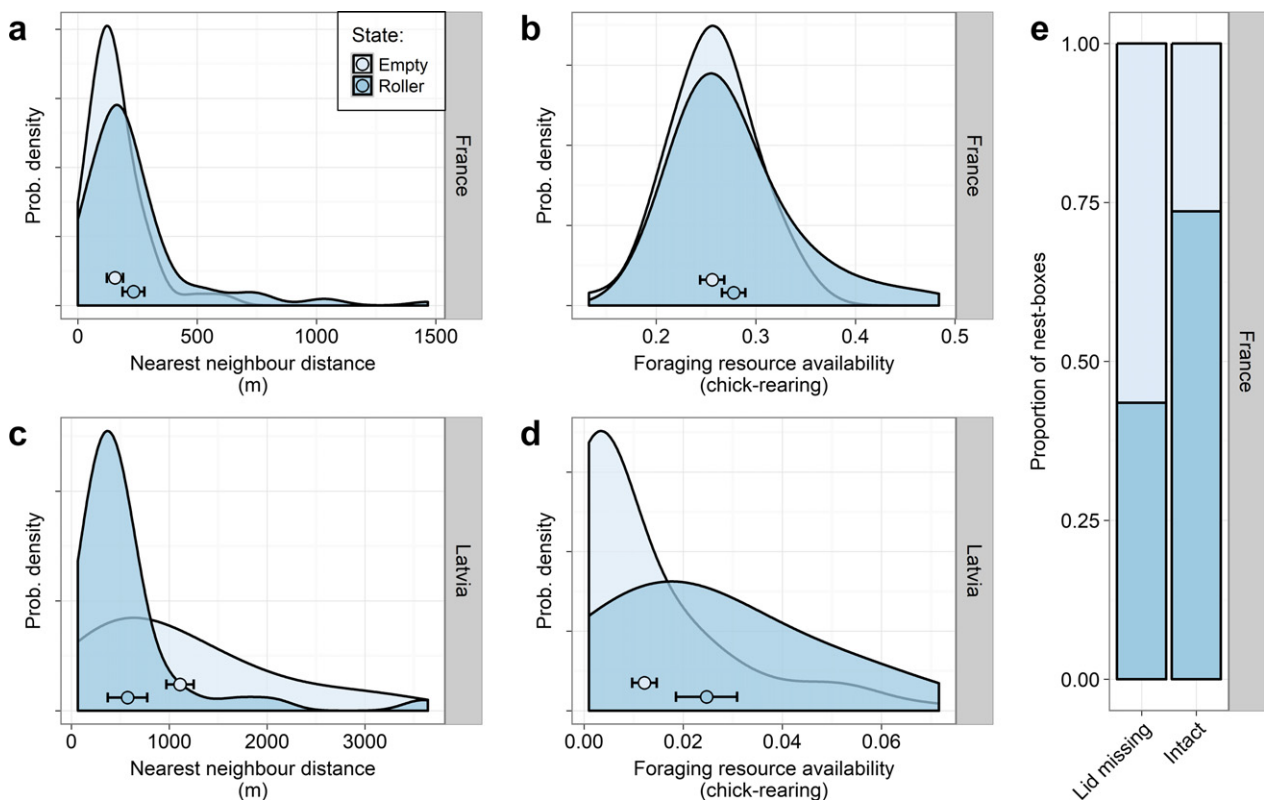 a
State:
Empty
Roller
Prob. density
France
0
500
1000
1500
Nearest neighbour distance
(m)
b
Prob. density
France
0.2
0.3
0.4
0.5
Foraging resource availability
(chick-rearing)
c
Prob. density
Latvia
0
1000
2000
3000
Nearest neighbour distance
(m)
d
Prob. density
Latvia
0.00
0.02
0.04
0.06
Foraging resource availability
(chick-rearing)
e
Proportion of nest-boxes
1.00
0.75
0.50
0.25
0.00
France
Lid missing
Intact